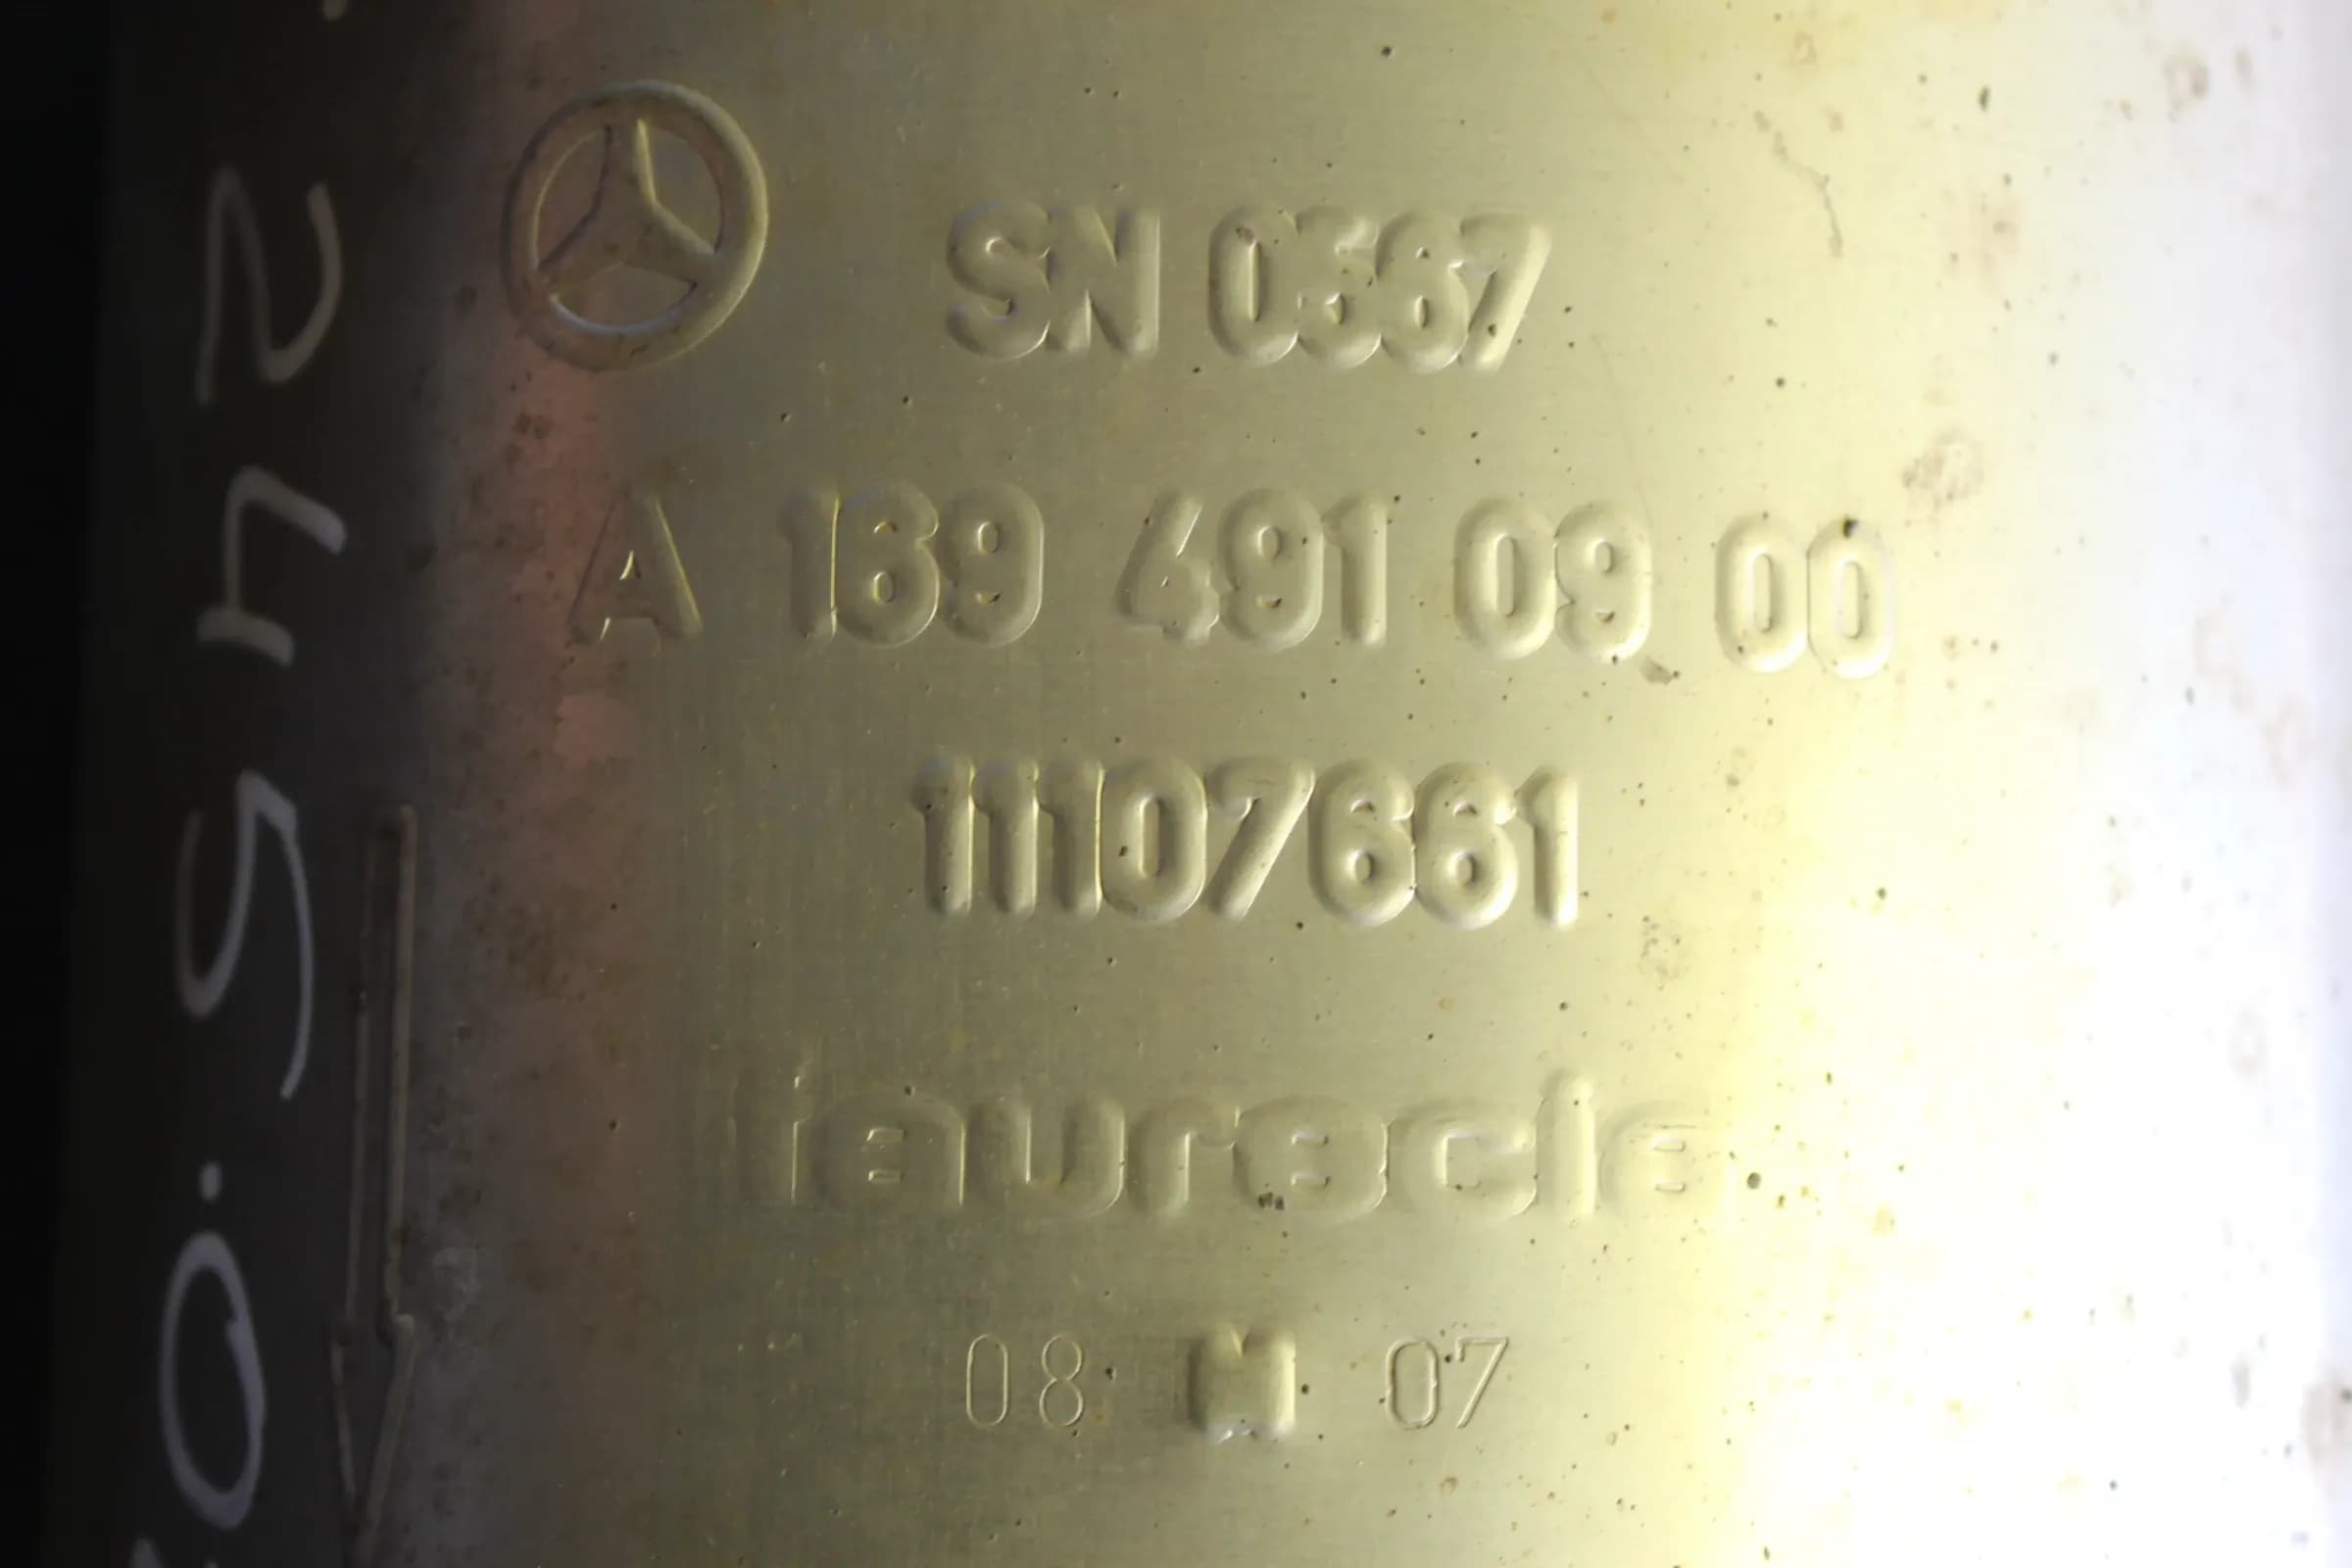 SN 0367
A 169 491 09 00
11107661
faurecia
08 M 07